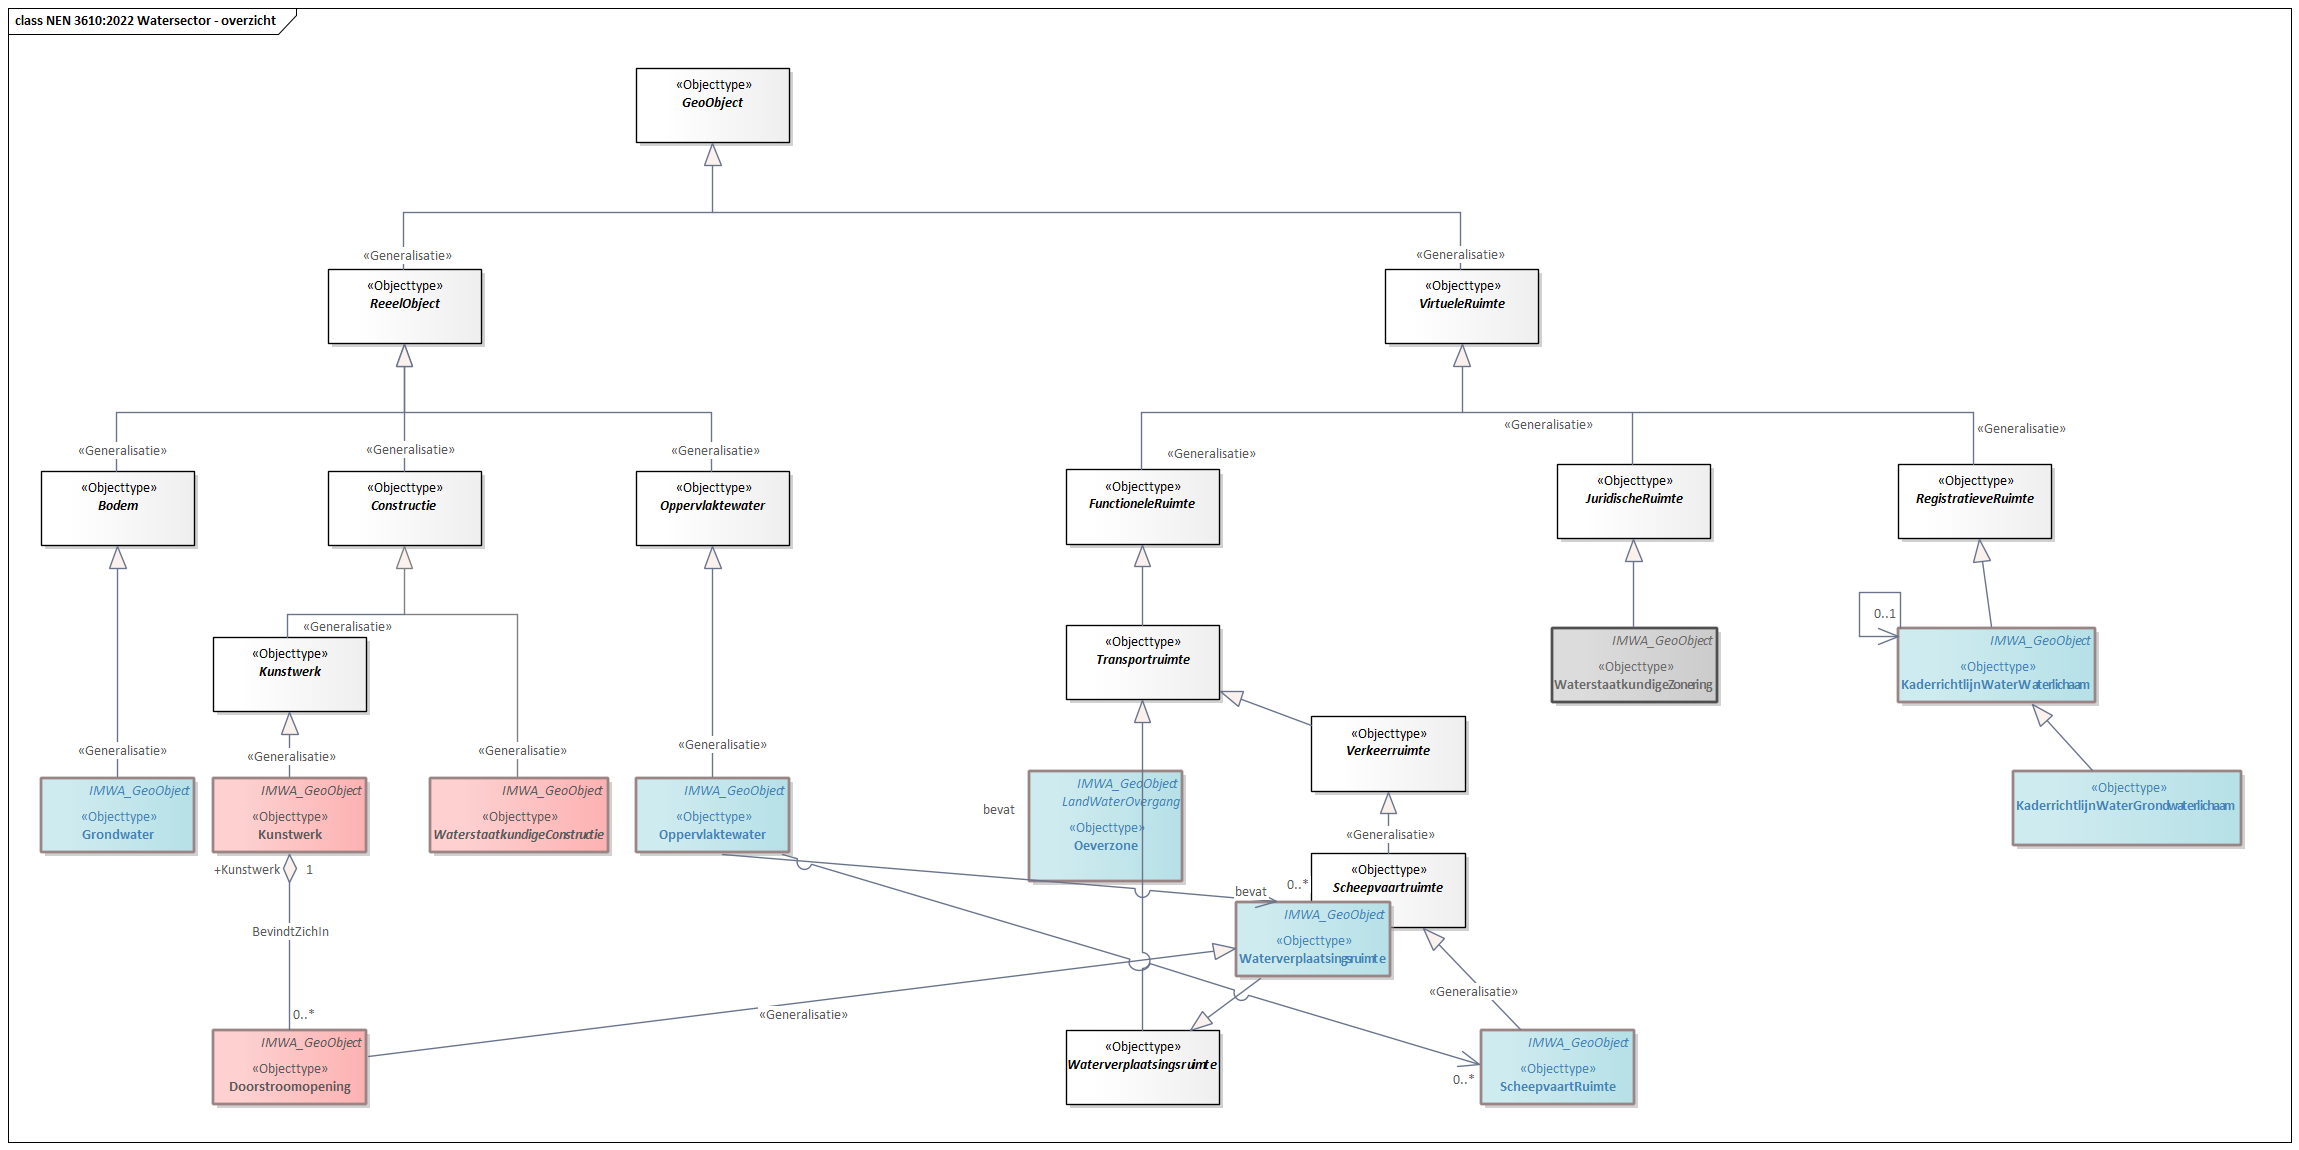 class NEN 3610:2022 Watersector - overzicht
«Objecttype»
GeoObject
«Generalisatie»
«Generalisatie»
«Objecttype»
ReeelObject
«Objecttype»
VirtueleRuimte
«Generalisatie»
«Generalisatie»
«Generalisatie»
«Generalisatie»
«Generalisatie»
«Generalisatie»
«Objecttype»
Bodem
«Objecttype»
Constructie
«Objecttype»
Oppervlaktewater
«Objecttype»
FunctioneleRuimte
«Objecttype»
JuridischeRuimte
«Objecttype»
RegistratieveRuimte
«Generalisatie»
«Objecttype»
Kunstwerk
«Objecttype»
Transportruimte
IMWA_GeoObject
«Objecttype»
WaterstaatkundigeZonering
0..1
IMWA_GeoObject
«Objecttype»
KaderrichtlijnWaterWaterlichaam
«Objecttype»
Verkeerruimte
«Generalisatie»
«Generalisatie»
«Generalisatie»
«Generalisatie»
IMWA_GeoObject
«Objecttype»
Grondwater
IMWA_GeoObject
«Objecttype»
Kunstwerk
IMWA_GeoObject
«Objecttype»
WaterstaatkundigeConstructie
IMWA_GeoObject
«Objecttype»
Oppervlaktewater
bevat
IMWA_GeoObject
LandWaterOvergang
«Objecttype»
Oeverzone
«Objecttype»
KaderrichtlijnWaterGrondwaterlichaam
«Generalisatie»
«Objecttype»
Scheepvaartruimte
+Kunstwerk
1
bevat
0..*
IMWA_GeoObject
«Objecttype»
Waterverplaatsingsruimte
BevindtZichIn
«Generalisatie»
0..*
«Generalisatie»
IMWA_GeoObject
«Objecttype»
Doorstroomopening
«Objecttype»
Waterverplaatsingsruimte
0..*
IMWA_GeoObject
«Objecttype»
ScheepvaartRuimte